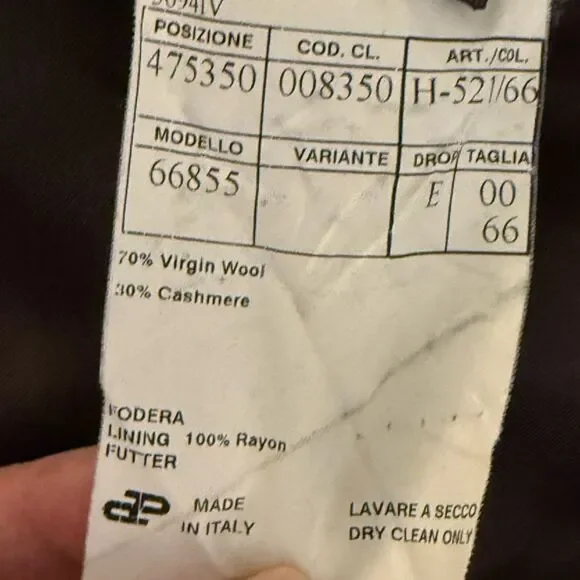 POSIZIONE COD. CL. ART./COL.
475350 008350 H-521/66
MODELLO VARIANTE DROP TAGLIA
66855 E 00
66
70% Virgin Wool
30% Cashmere
FODERA
LINING 100% Rayon
FUTTER
MADE LAVARE A SECCO
IN ITALY DRY CLEAN ONLY